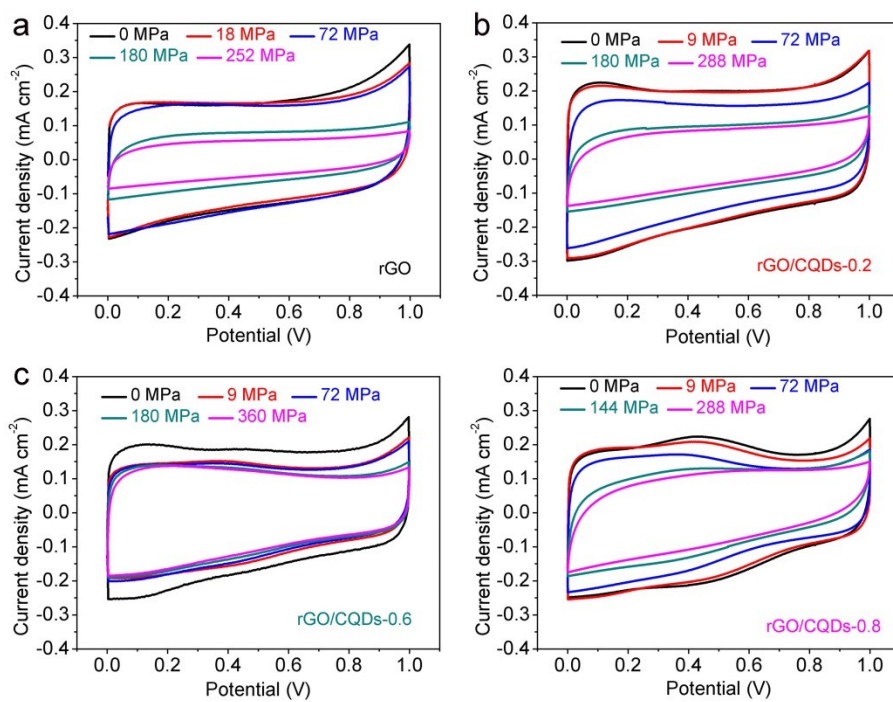 a
0 MPa 18 MPa 72 MPa
180 MPa 252 MPa
0.4
0.3
0.2
0.1
0.0
-0.1
-0.2
-0.3
-0.4
Current density (mA cm⁻²)
rGO
0.0 0.2 0.4 0.6 0.8 1.0
Potential (V)
b
0 MPa 9 MPa 72 MPa
180 MPa 288 MPa
0.4
0.3
0.2
0.1
0.0
-0.1
-0.2
-0.3
-0.4
Current density (mA cm⁻²)
rGO/CQDs-0.2
0.0 0.2 0.4 0.6 0.8 1.0
Potential (V)
c
0 MPa 9 MPa 72 MPa
180 MPa 360 MPa
0.4
0.3
0.2
0.1
0.0
-0.1
-0.2
-0.3
-0.4
Current density (mA cm⁻²)
rGO/CQDs-0.6
0.0 0.2 0.4 0.6 0.8 1.0
Potential (V)
0 MPa 9 MPa 72 MPa
144 MPa 288 MPa
0.4
0.3
0.2
0.1
0.0
-0.1
-0.2
-0.3
-0.4
Current density (mA cm⁻²)
rGO/CQDs-0.8
0.0 0.2 0.4 0.6 0.8 1.0
Potential (V)